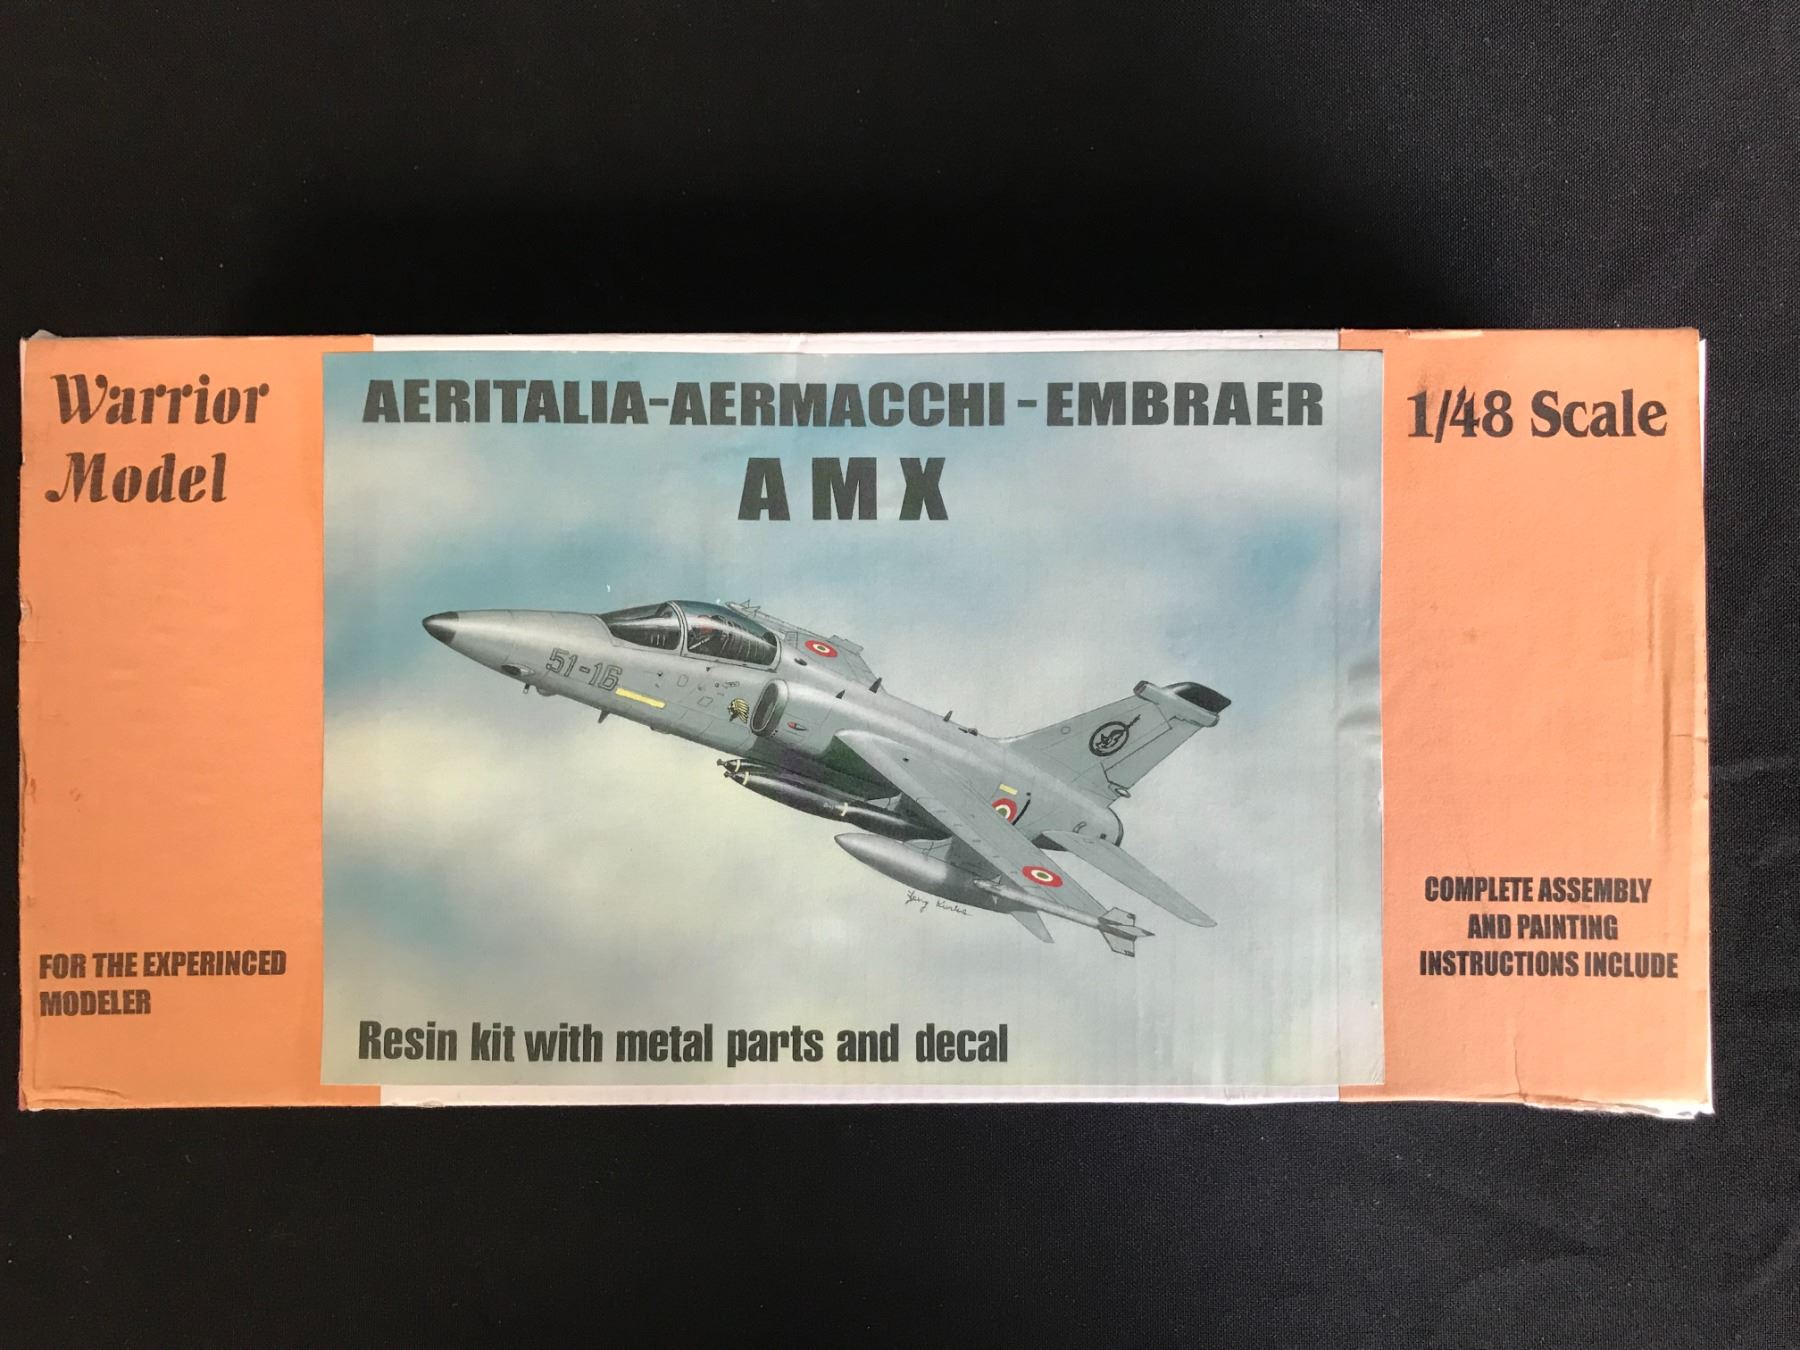 Warrior
Model
AERITALIA-AERMACCHI-EMBRAER
AMX
1/48 Scale
51-16
FOR THE EXPERINCED
MODELER
COMPLETE ASSEMBLY
AND PAINTING
INSTRUCTIONS INCLUDE
Resin kit with metal parts and decal